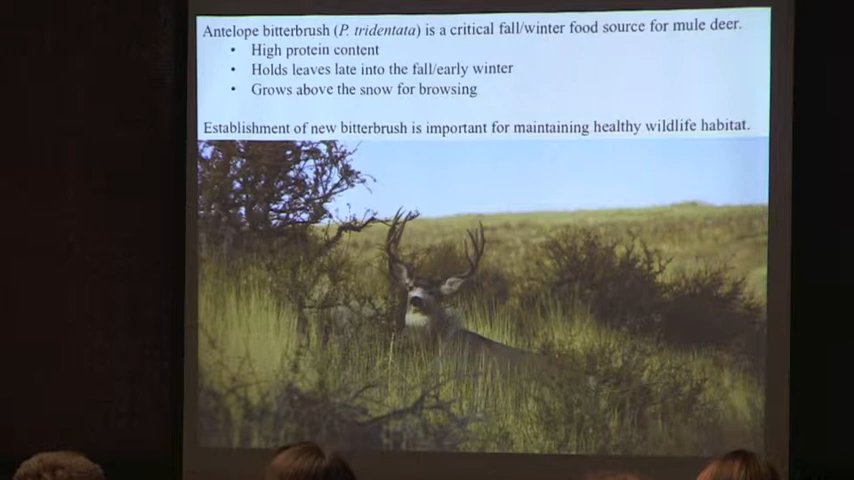 Antelope bitterbrush (P. tridentata) is a critical fall/winter food source for mule deer.
• High protein content
• Holds leaves late into the fall/early winter
• Grows above the snow for browsing
Establishment of new bitterbrush is important for maintaining healthy wildlife habitat.